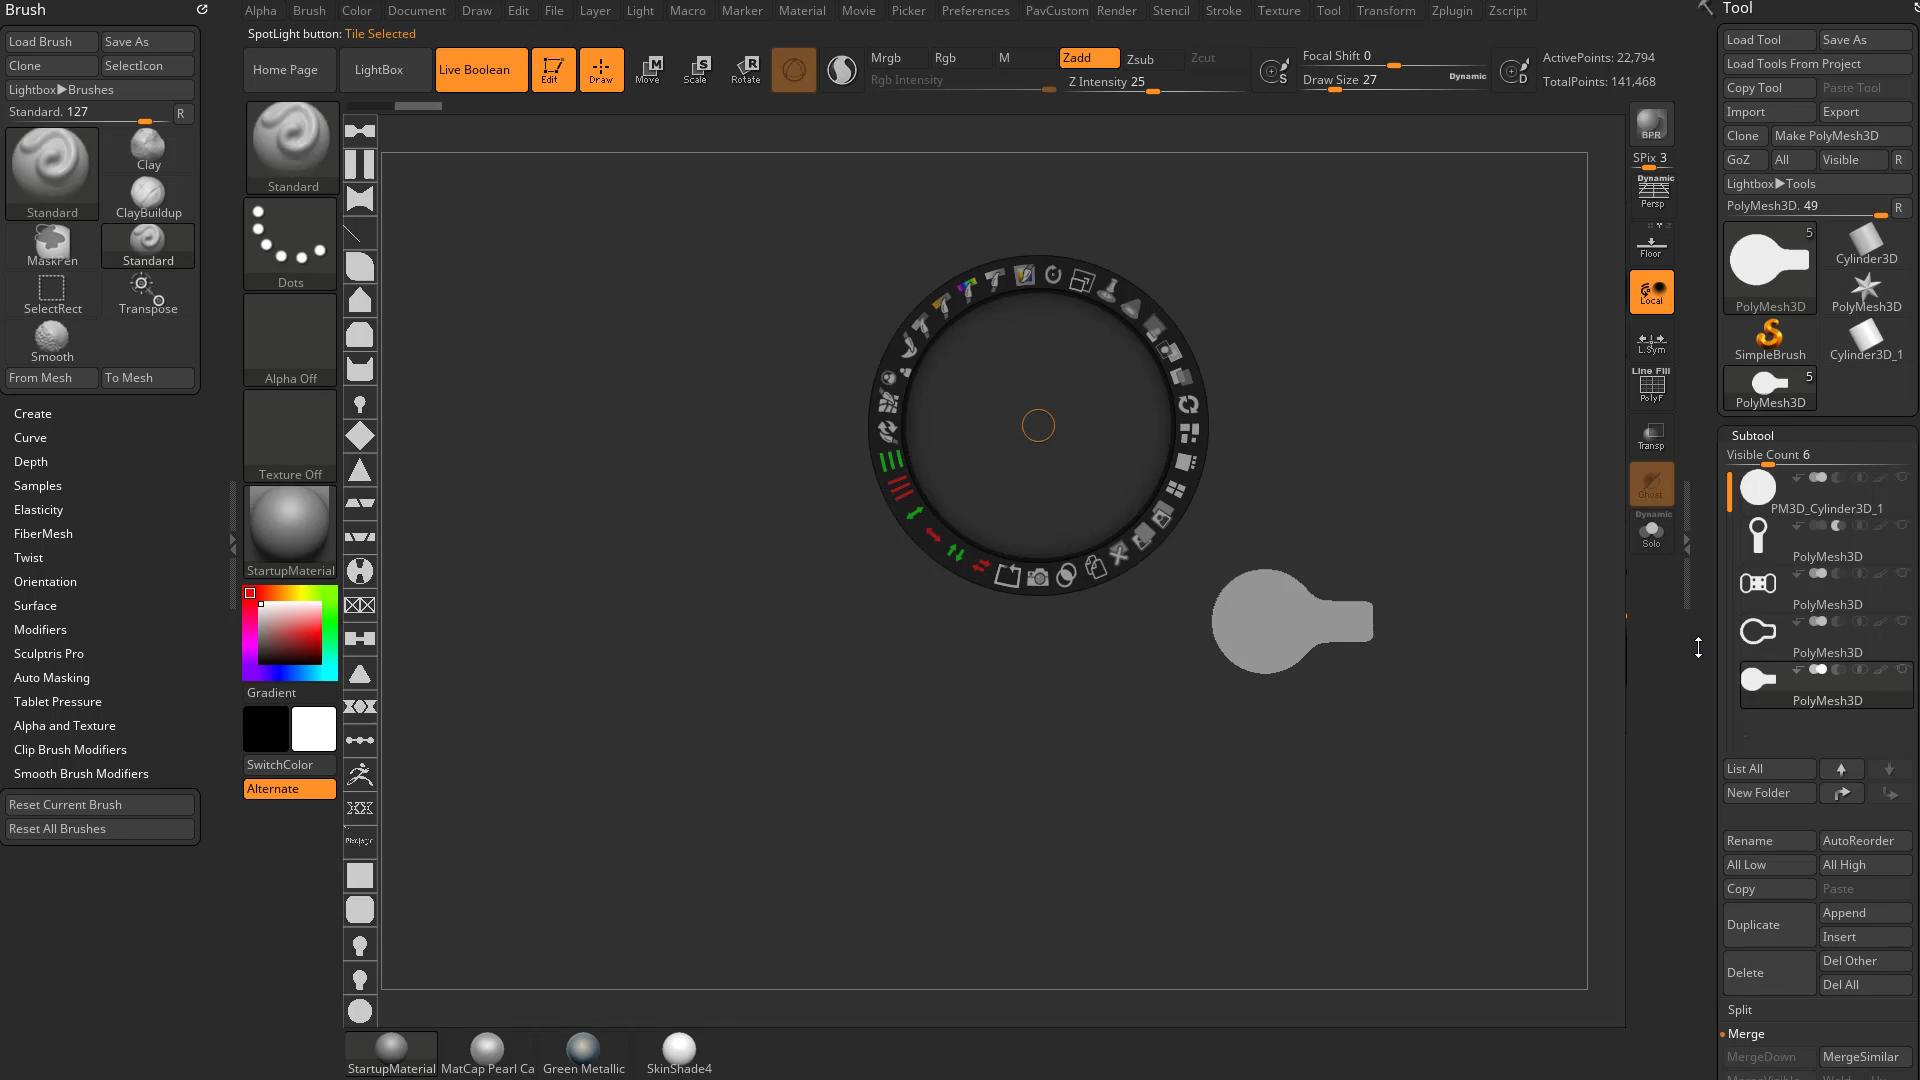 Brush
Load Brush
Save As
Clone
SelectIcon
Lightbox▶Brushes
Standard. 127
R
Standard
Clay
ClayBuildup
MaskPen
Standard
SelectRect
Transpose
Smooth
From Mesh
To Mesh
Create
Curve
Depth
Samples
Elasticity
FiberMesh
Twist
Orientation
Surface
Modifiers
Sculptris Pro
Auto Masking
Tablet Pressure
Alpha and Texture
Clip Brush Modifiers
Smooth Brush Modifiers
Reset Current Brush
Reset All Brushes
Alpha Brush Color Document Draw Edit File Layer Light Macro Marker Material Movie Picker Preferences PavCustom Render Stencil Stroke Texture Tool Transform Zplugin Zscript
SpotLight button: Tile Selected
Home Page
LightBox
Live Boolean
Edit
Draw
M
Move
S
Scale
R
Rotate
Mrgb
Rgb
M
Rgb Intensity
Zadd
Zsub
Zcut
Z Intensity 25
S
Focal Shift 0
Draw Size 27
Dynamic
D
ActivePoints: 22,794
TotalPoints: 141,468
Standard
Dots
Alpha Off
Texture Off
StartupMaterial
Gradient
SwitchColor
Alternate
StartupMaterial
MatCap Pearl Ca
Green Metallic
SkinShade4
BPR
SPix 3
Dynamic
Persp
Floor
Local
L.Sym
Line Fill
PolyF
Transp
Ghost
Dynamic
Solo
Tool
Load Tool
Save As
Load Tools From Project
Copy Tool
Paste Tool
Import
Export
Clone
Make PolyMesh3D
GoZ
All
Visible
R
Lightbox▶Tools
PolyMesh3D. 49
R
5
PolyMesh3D
Cylinder3D
PolyMesh3D
SimpleBrush
Cylinder3D_1
5
PolyMesh3D
Subtool
Visible Count 6
PM3D_Cylinder3D_1
PolyMesh3D
PolyMesh3D
PolyMesh3D
PolyMesh3D
List All
New Folder
Rename
AutoReorder
All Low
All High
Copy
Paste
Duplicate
Append
Insert
Delete
Del Other
Del All
Split
Merge
MergeDown
MergeSimilar